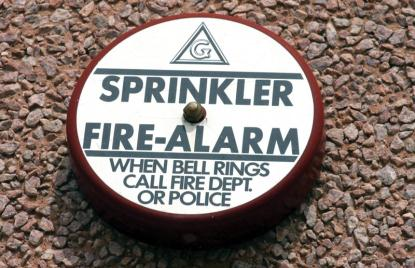 G
SPRINKLER
FIRE-ALARM
WHEN BELL RINGS
CALL FIRE DEPT.
OR POLICE